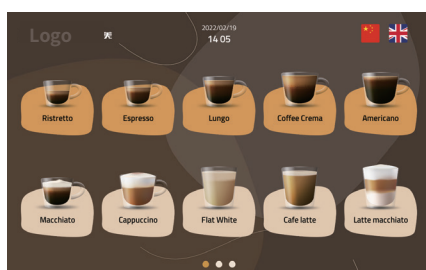 Logo
2022/02/19
14 05
Ristretto
Espresso
Lungo
Coffee Crema
Americano
Macchiato
Cappuccino
Flat White
Cafe latte
Latte macchiato